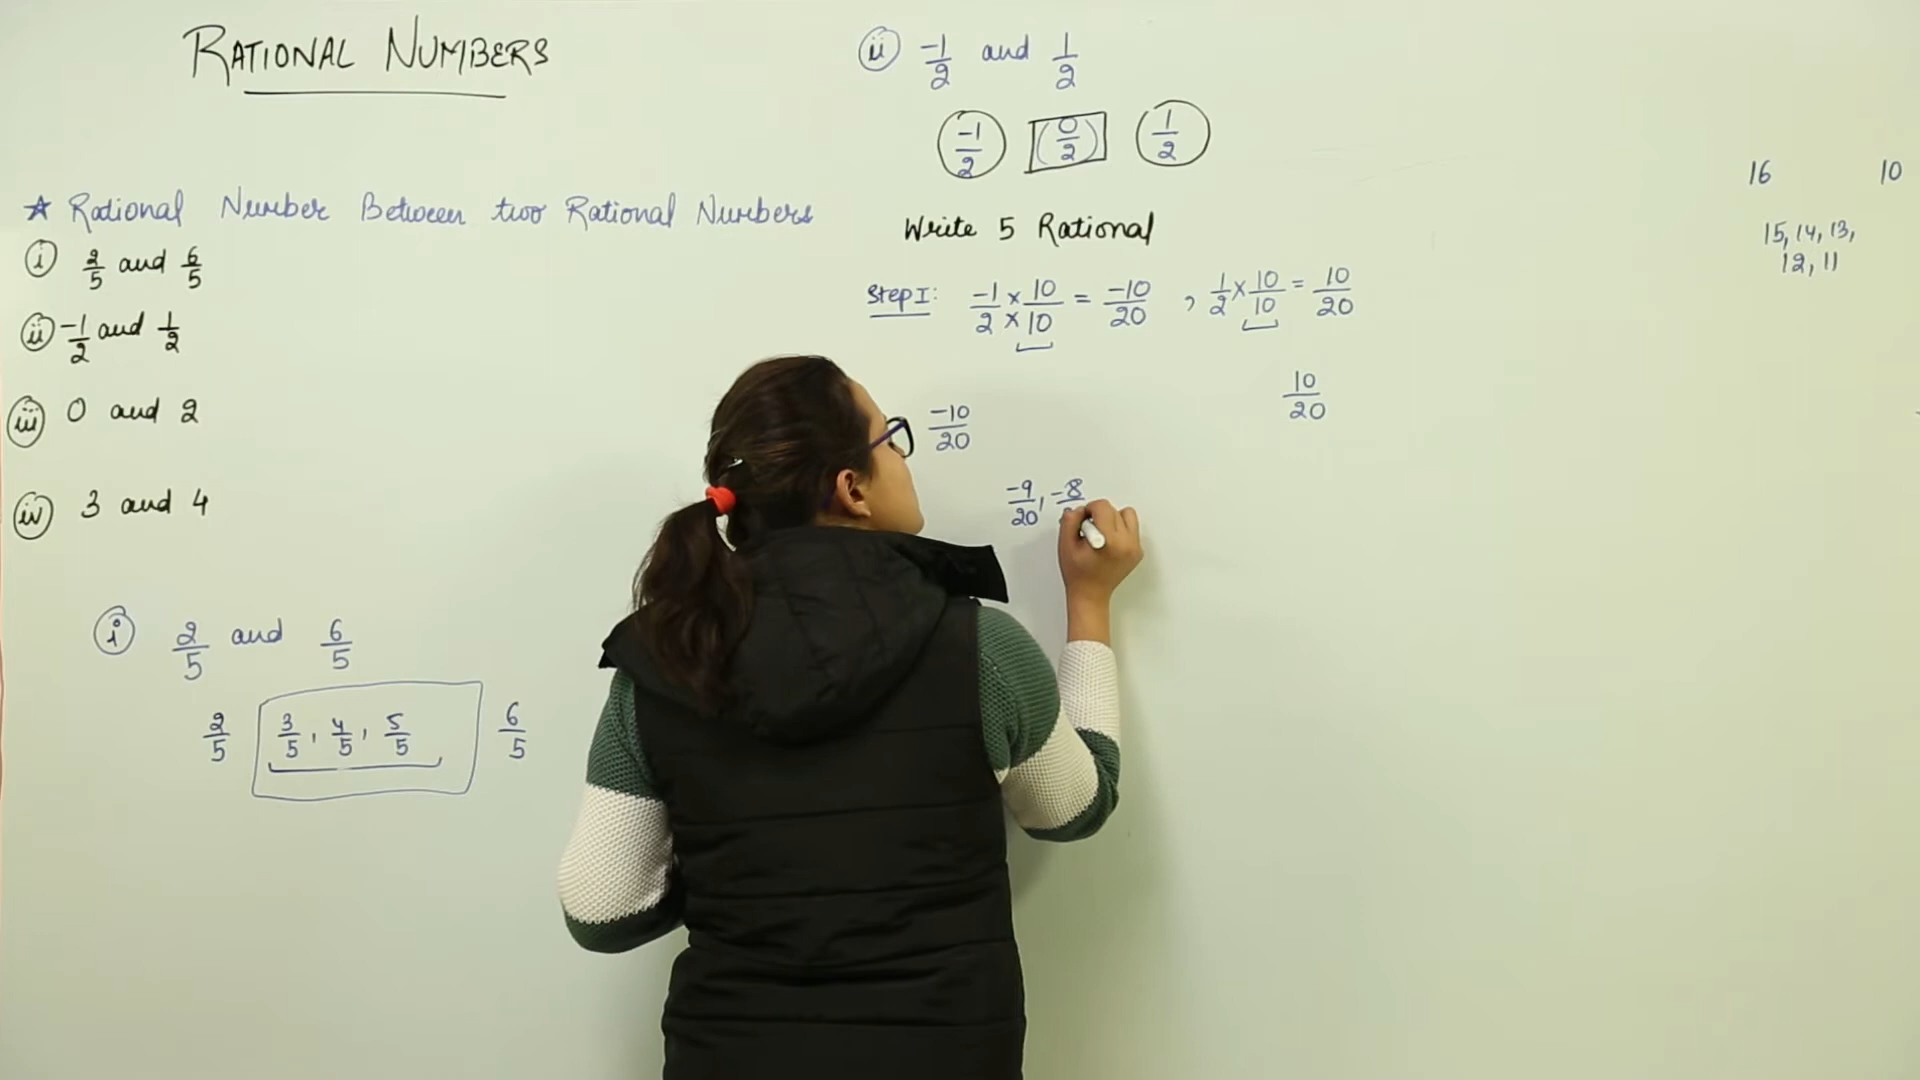 RATIONAL NUMBERS
★ Rational Number Between two Rational Numbers
(i) 2/5 and 6/5
(ii) -1/2 and 1/2
(iii) 0 and 2
(iv) 3 and 4
(i) 2/5 and 6/5
2/5 3/5, 4/5, 5/5 6/5
(ii) -1/2 and 1/2
-1/2 (0/2) 1/2
Write 5 Rational
Step I: -1/2 × 10/× 10 = -10/20 , 1/2 × 10/10 = 10/20
-10/20 10/20
-9/20, -8/
16 10
15, 14, 13,
12, 11